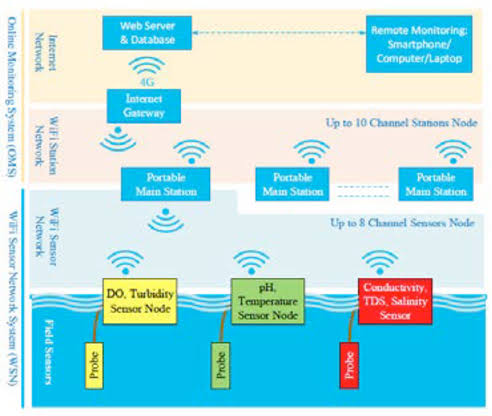 Online Monitoring System (OMS)
WiFi Sensor Network System (WSN)
Internet
Network
WiFi Station
Network
WiFi Sensor
Network
Field Sensors
Web Server
& Database
Remote Monitoring:
Smartphone/
Computer/Laptop
4G
Internet
Gateway
Up to 10 Channel Stations Node
Portable
Main Station
Portable
Main Station
Portable
Main Station
Portable
Main Station
Up to 8 Channel Sensors Node
DO, Turbidity
Sensor Node
pH,
Temperature
Sensor Node
Conductivity,
TDS, Salinity
Sensor
Probe
Probe
Probe